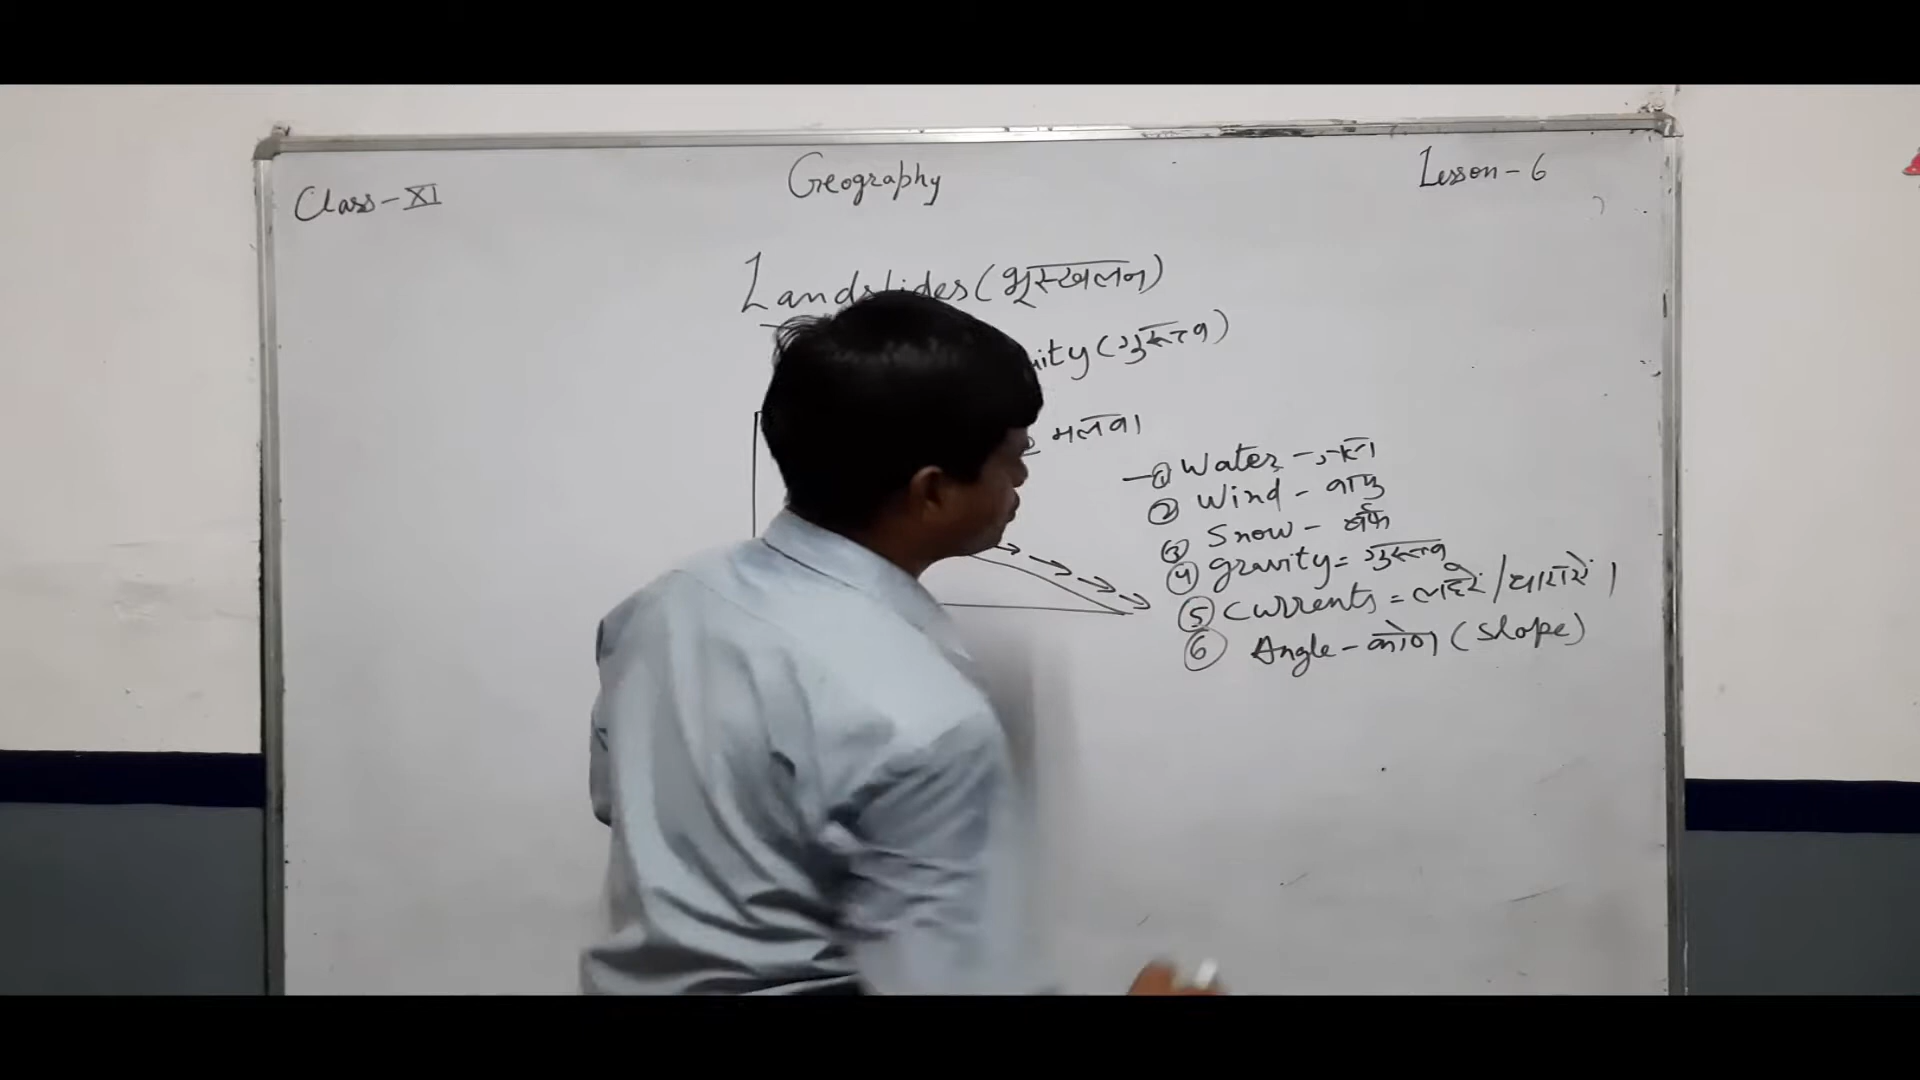 Class-XI
Geography
Lesson-6
Landslides (भूस्खलन)
(गुरुत्व)
मलवा
① Water - जल
② Wind - वायु
③ Snow - बर्फ
④ gravity = गुरुत्व
⑤ Currents = लहरें/धाराऐं।
⑥ Angle - कोण (slope)